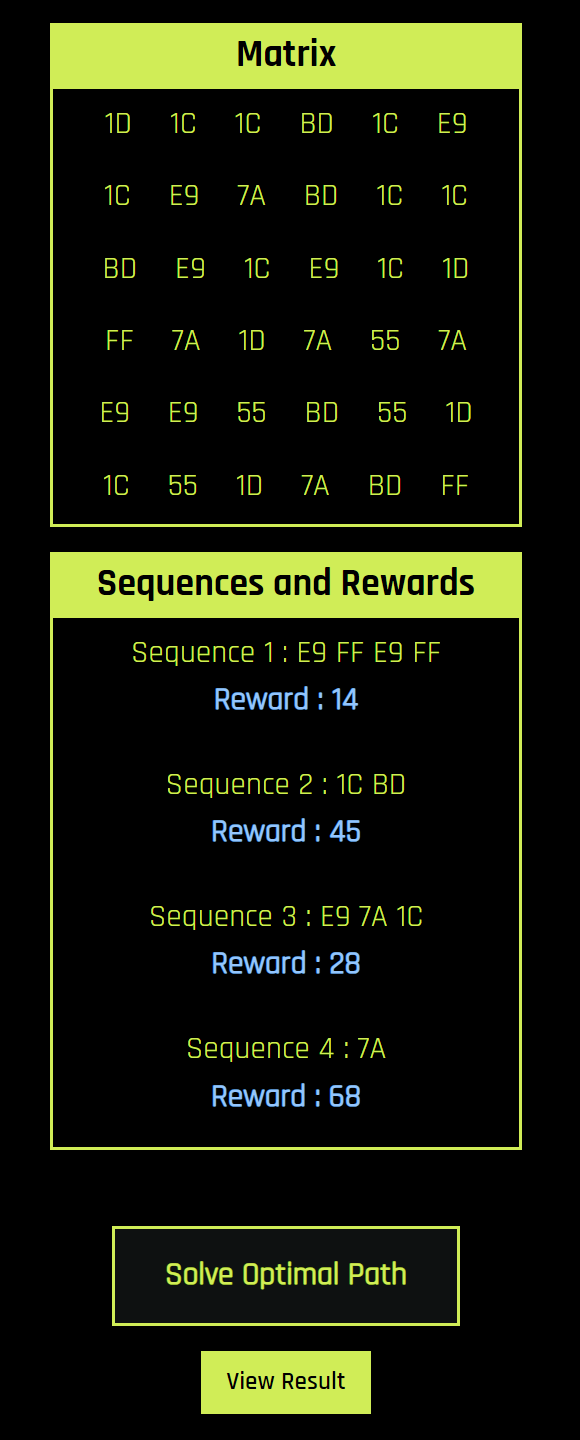 Matrix
1D 1C 1C BD 1C E9
1C E9 7A BD 1C 1C
BD E9 1C E9 1C 1D
FF 7A 1D 7A 55 7A
E9 E9 55 BD 55 1D
1C 55 1D 7A BD FF
Sequences and Rewards
Sequence 1 : E9 FF E9 FF
Reward : 14
Sequence 2 : 1C BD
Reward : 45
Sequence 3 : E9 7A 1C
Reward : 28
Sequence 4 : 7A
Reward : 68
Solve Optimal Path
View Result